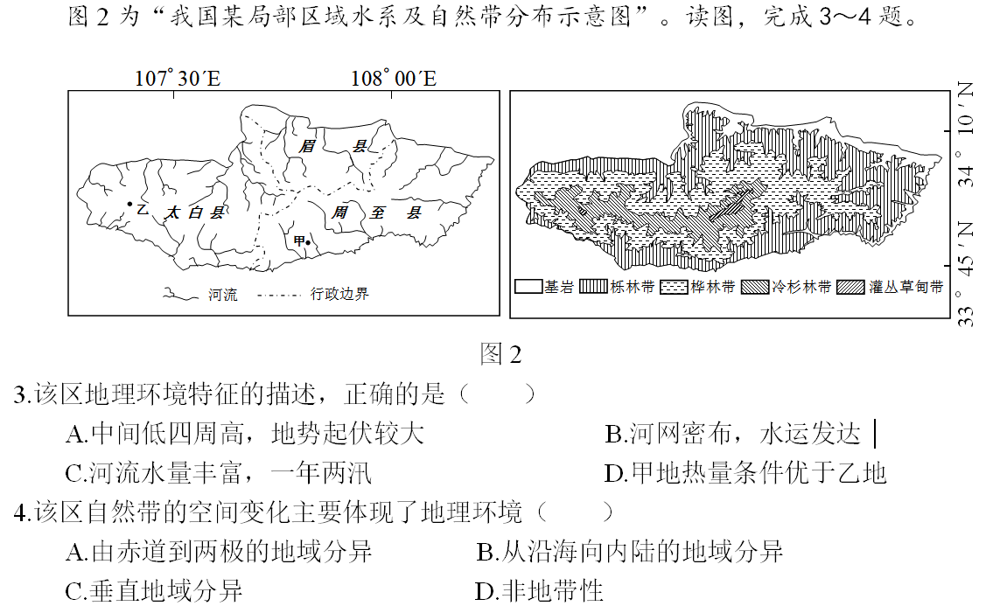 图2为“我国某局部区域水系及自然带分布示意图”。读图，完成3～4题。
107°30′E 108°00′E
眉 县
太白县
周至县
乙
甲
河流 行政边界
34°10′N
33°45′N
基岩 栎林带 桦林带 冷杉林带 灌丛草甸带
图2
3.该区地理环境特征的描述，正确的是（ ）
A.中间低四周高，地势起伏较大 B.河网密布，水运发达
C.河流水量丰富，一年两汛 D.甲地热量条件优于乙地
4.该区自然带的空间变化主要体现了地理环境（ ）
A.由赤道到两极的地域分异 B.从沿海向内陆的地域分异
C.垂直地域分异 D.非地带性